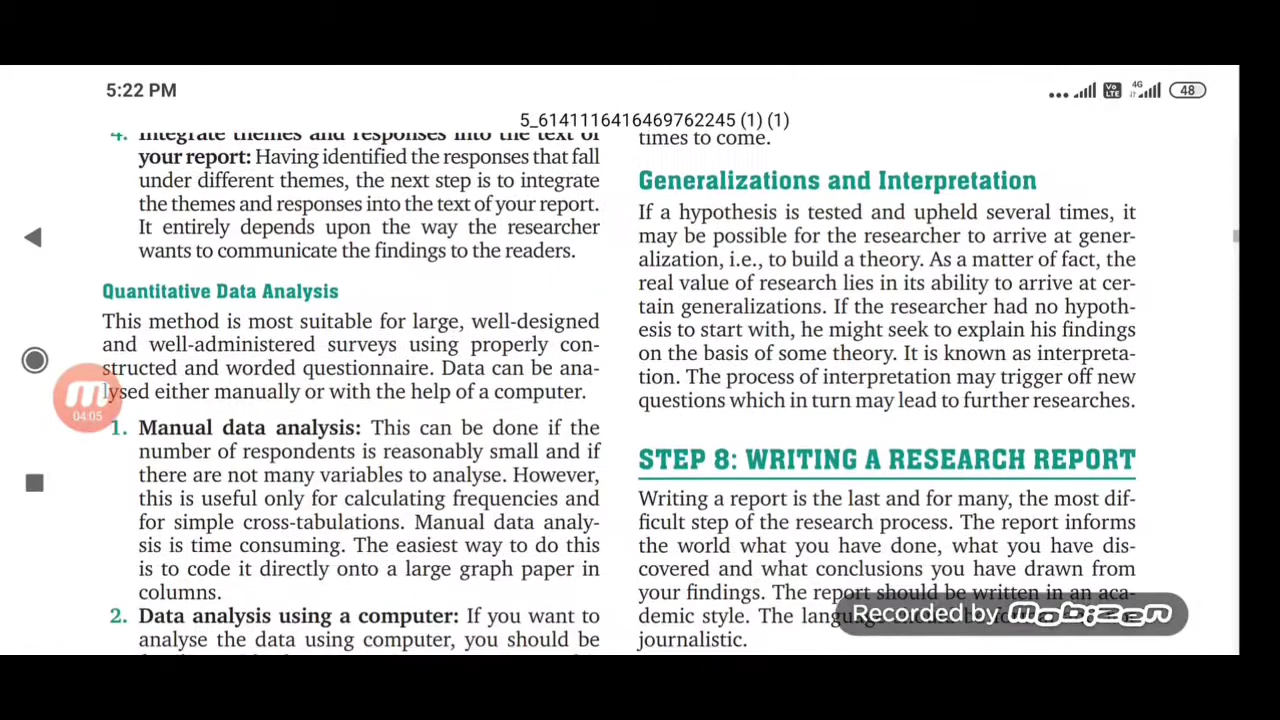 5:22 PM
4G
Vo
LTE
48
5_6141116416469762245 (1) (1)
4. Integrate themes and responses into the text of
your report: Having identified the responses that fall
under different themes, the next step is to integrate
the themes and responses into the text of your report.
It entirely depends upon the way the researcher
wants to communicate the findings to the readers.
Quantitative Data Analysis
This method is most suitable for large, well-designed
and well-administered surveys using properly con-
structed and worded questionnaire. Data can be ana-
lysed either manually or with the help of a computer.
04:05
1. Manual data analysis: This can be done if the
number of respondents is reasonably small and if
there are not many variables to analyse. However,
this is useful only for calculating frequencies and
for simple cross-tabulations. Manual data analy-
sis is time consuming. The easiest way to do this
is to code it directly onto a large graph paper in
columns.
2. Data analysis using a computer: If you want to
analyse the data using computer, you should be
times to come.
Generalizations and Interpretation
If a hypothesis is tested and upheld several times, it
may be possible for the researcher to arrive at gener-
alization, i.e., to build a theory. As a matter of fact, the
real value of research lies in its ability to arrive at cer-
tain generalizations. If the researcher had no hypoth-
esis to start with, he might seek to explain his findings
on the basis of some theory. It is known as interpreta-
tion. The process of interpretation may trigger off new
questions which in turn may lead to further researches.
STEP 8: WRITING A RESEARCH REPORT
Writing a report is the last and for many, the most dif-
ficult step of the research process. The report informs
the world what you have done, what you have dis-
covered and what conclusions you have drawn from
your findings. The report should be written in an aca-
demic style. The
journalistic.
Recorded by mobizen